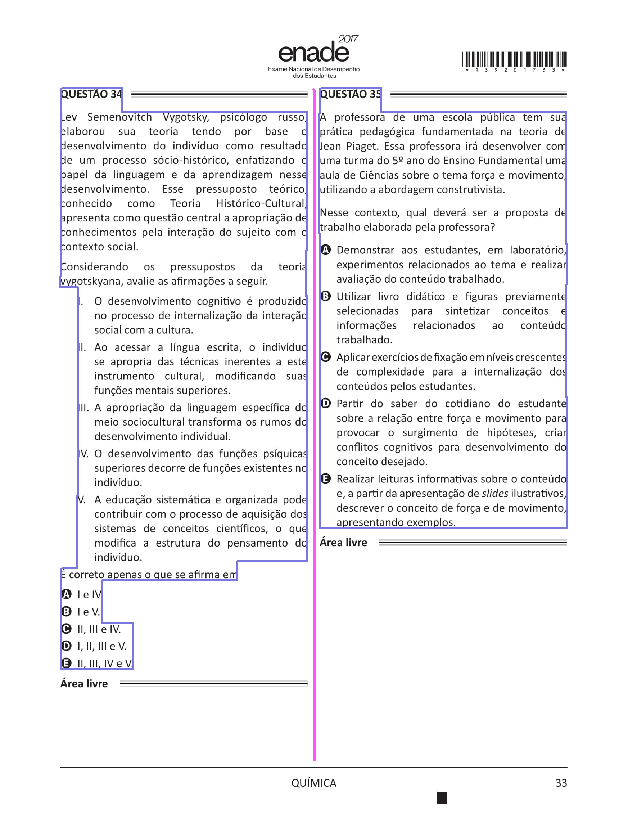 2017
enade
Exame Nacional de Desempenho
dos Estudantes
*R3320175​3*
QUESTÃO 34
Lev Semenovitch Vygotsky, psicólogo russo,
elaborou sua teoria tendo por base o
desenvolvimento do indivíduo como resultado
de um processo sócio-histórico, enfatizando o
papel da linguagem e da aprendizagem nesse
desenvolvimento. Esse pressuposto teórico,
conhecido como Teoria Histórico-Cultural,
apresenta como questão central a apropriação de
conhecimentos pela interação do sujeito com o
contexto social.
Considerando os pressupostos da teoria
vygotskyana, avalie as afirmações a seguir.
I. O desenvolvimento cognitivo é produzido
no processo de internalização da interação
social com a cultura.
II. Ao acessar a língua escrita, o indivíduo
se apropria das técnicas inerentes a este
instrumento cultural, modificando suas
funções mentais superiores.
III. A apropriação da linguagem específica do
meio sociocultural transforma os rumos do
desenvolvimento individual.
IV. O desenvolvimento das funções psíquicas
superiores decorre de funções existentes no
indivíduo.
V. A educação sistemática e organizada pode
contribuir com o processo de aquisição dos
sistemas de conceitos científicos, o que
modifica a estrutura do pensamento do
indivíduo.
É correto apenas o que se afirma em
A I e IV.
B I e V.
C II, III e IV.
D I, II, III e V.
E II, III, IV e V.
Área livre
QUESTÃO 35
A professora de uma escola pública tem sua
prática pedagógica fundamentada na teoria de
Jean Piaget. Essa professora irá desenvolver com
uma turma do 5º ano do Ensino Fundamental uma
aula de Ciências sobre o tema força e movimento,
utilizando a abordagem construtivista.
Nesse contexto, qual deverá ser a proposta de
trabalho elaborada pela professora?
A Demonstrar aos estudantes, em laboratório,
experimentos relacionados ao tema e realizar
avaliação do conteúdo trabalhado.
B Utilizar livro didático e figuras previamente
selecionadas para sintetizar conceitos e
informações relacionados ao conteúdo
trabalhado.
C Aplicar exercícios de fixação em níveis crescentes
de complexidade para a internalização dos
conteúdos pelos estudantes.
D Partir do saber do cotidiano do estudante
sobre a relação entre força e movimento para
provocar o surgimento de hipóteses, criar
conflitos cognitivos para desenvolvimento do
conceito desejado.
E Realizar leituras informativas sobre o conteúdo
e, a partir da apresentação de slides ilustrativos,
descrever o conceito de força e de movimento,
apresentando exemplos.
Área livre
QUÍMICA
33